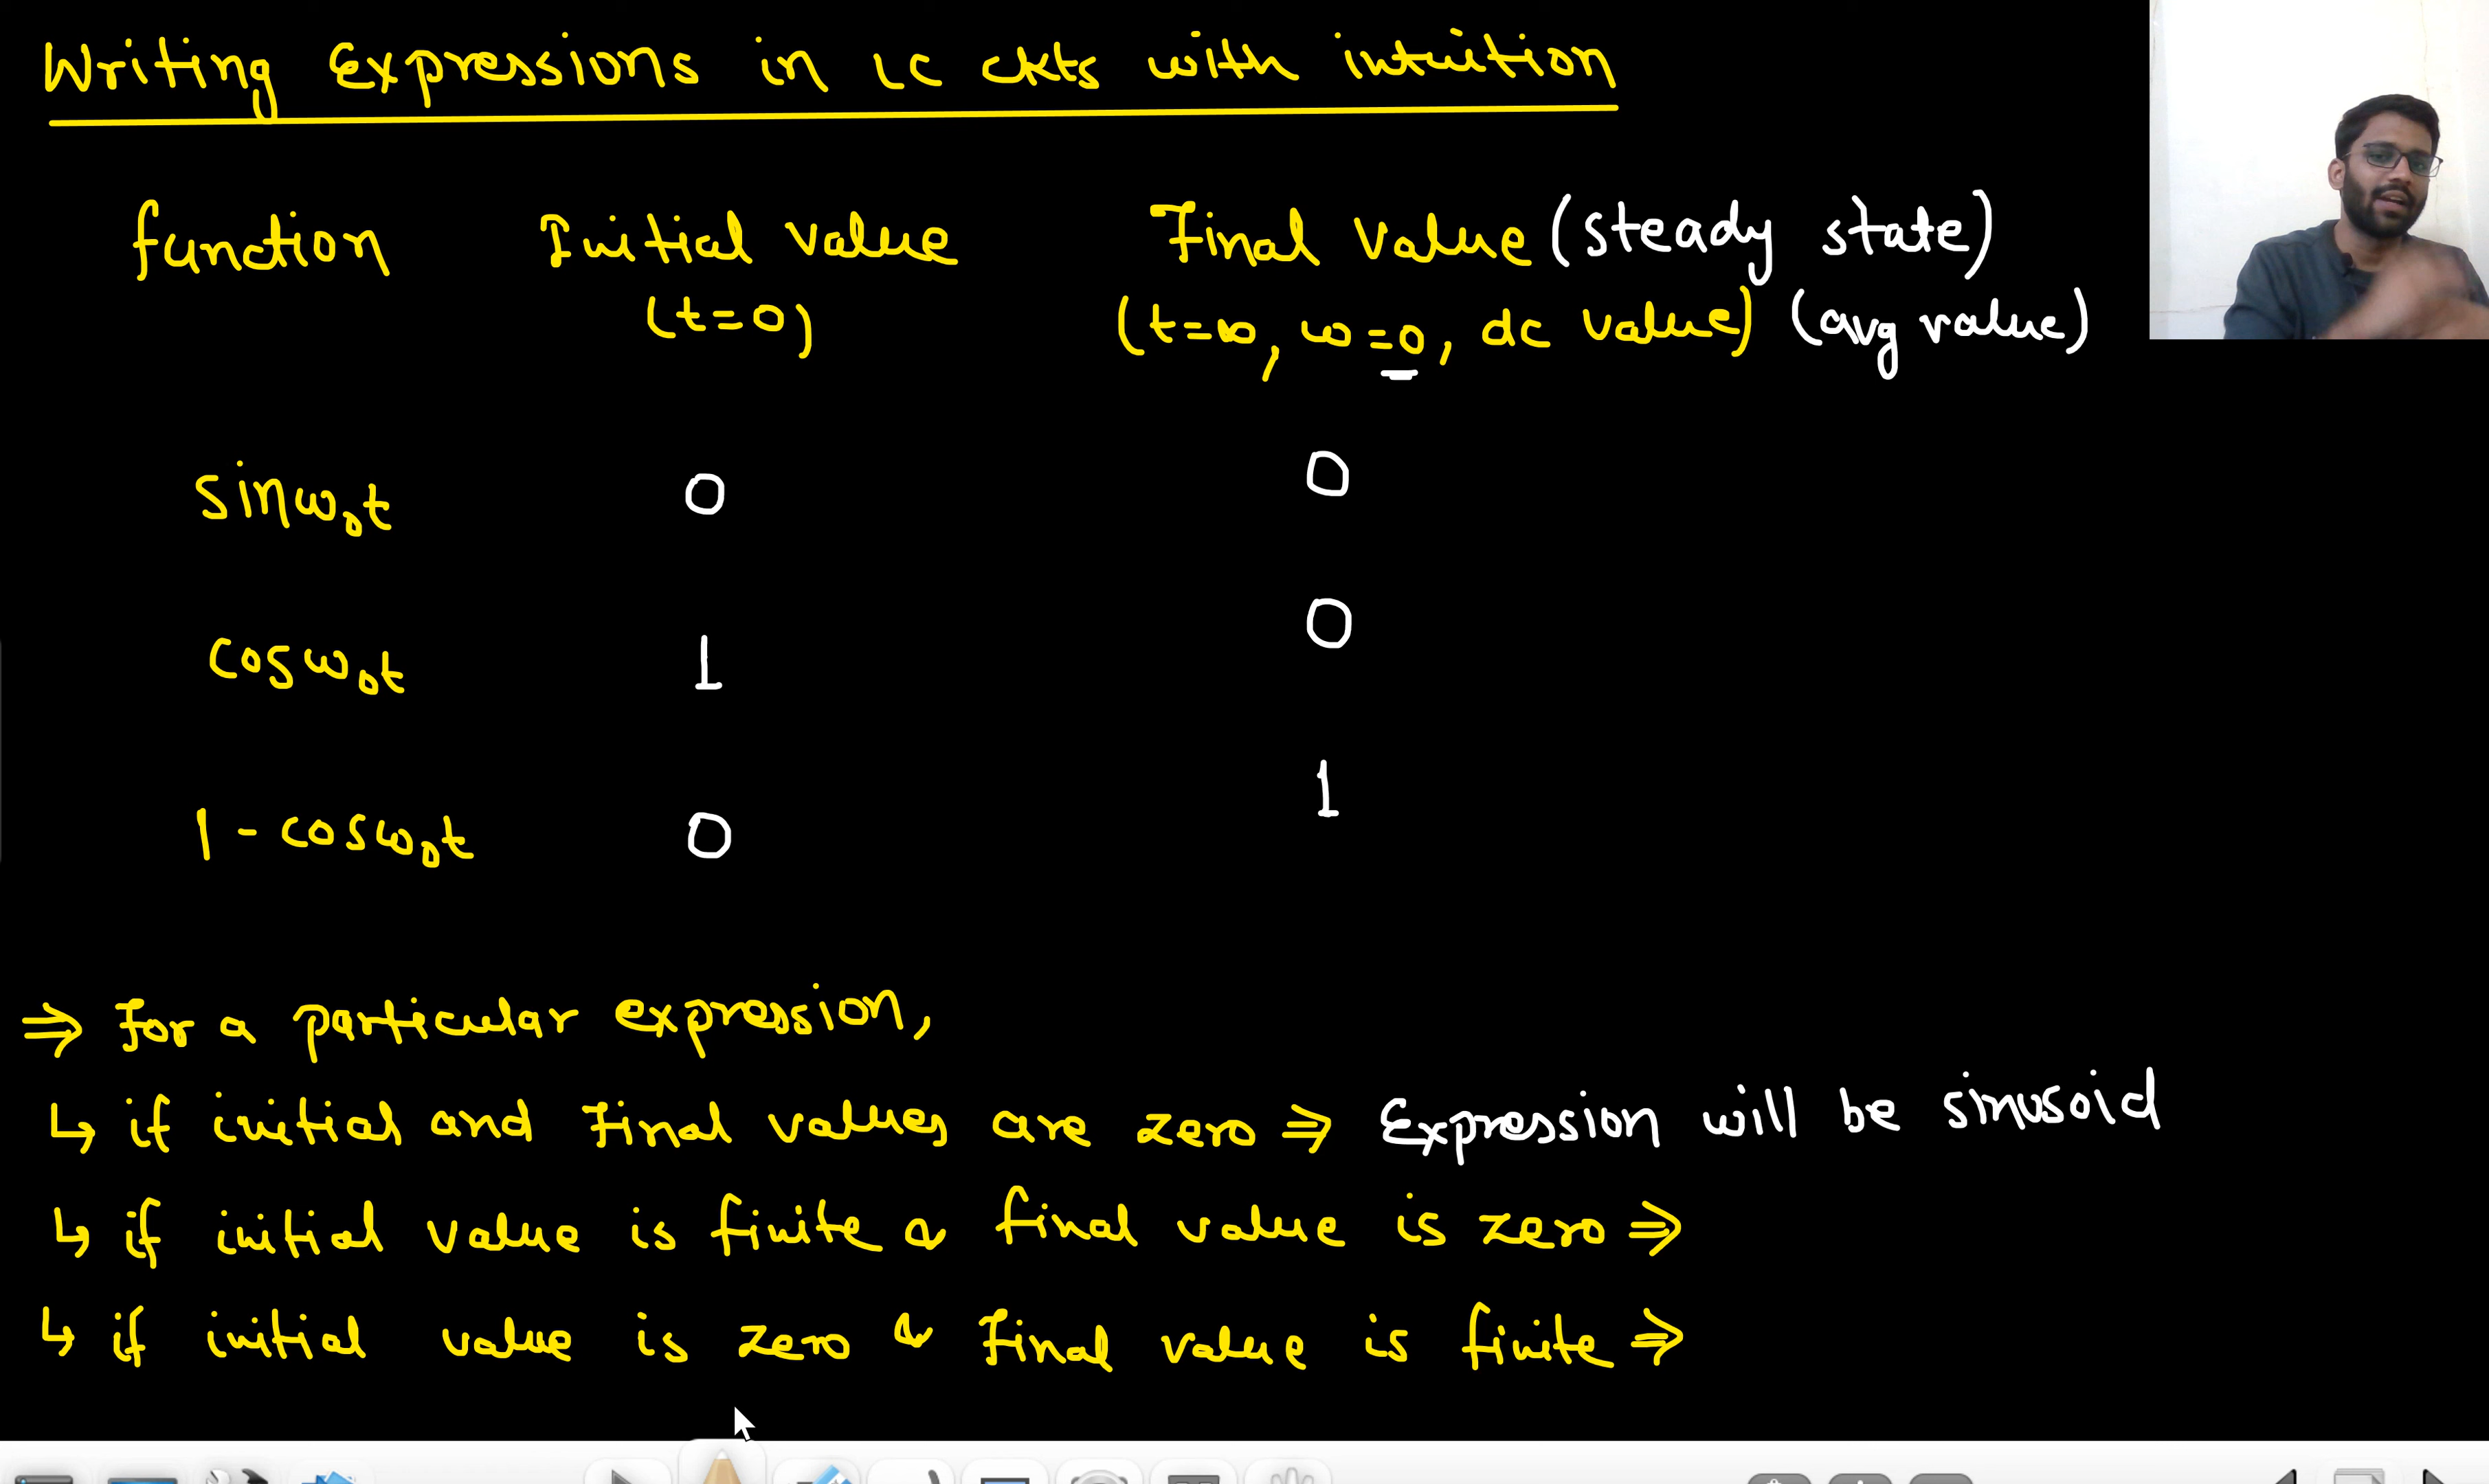 Writing Expressions in LC ckts with intuition
function Initial value Final Value (steady state)
(t=0) (t=∞, ω=0, dc value) (avg value)
sinω₀t 0 0
cosω₀t 1 0
1 - cosω₀t 0 1
⇒ For a particular expression,
↳ if initial and Final values are zero ⇒ Expression will be sinusoid
↳ if initial value is finite & final value is zero ⇒
↳ if initial value is zero & Final value is finite ⇒